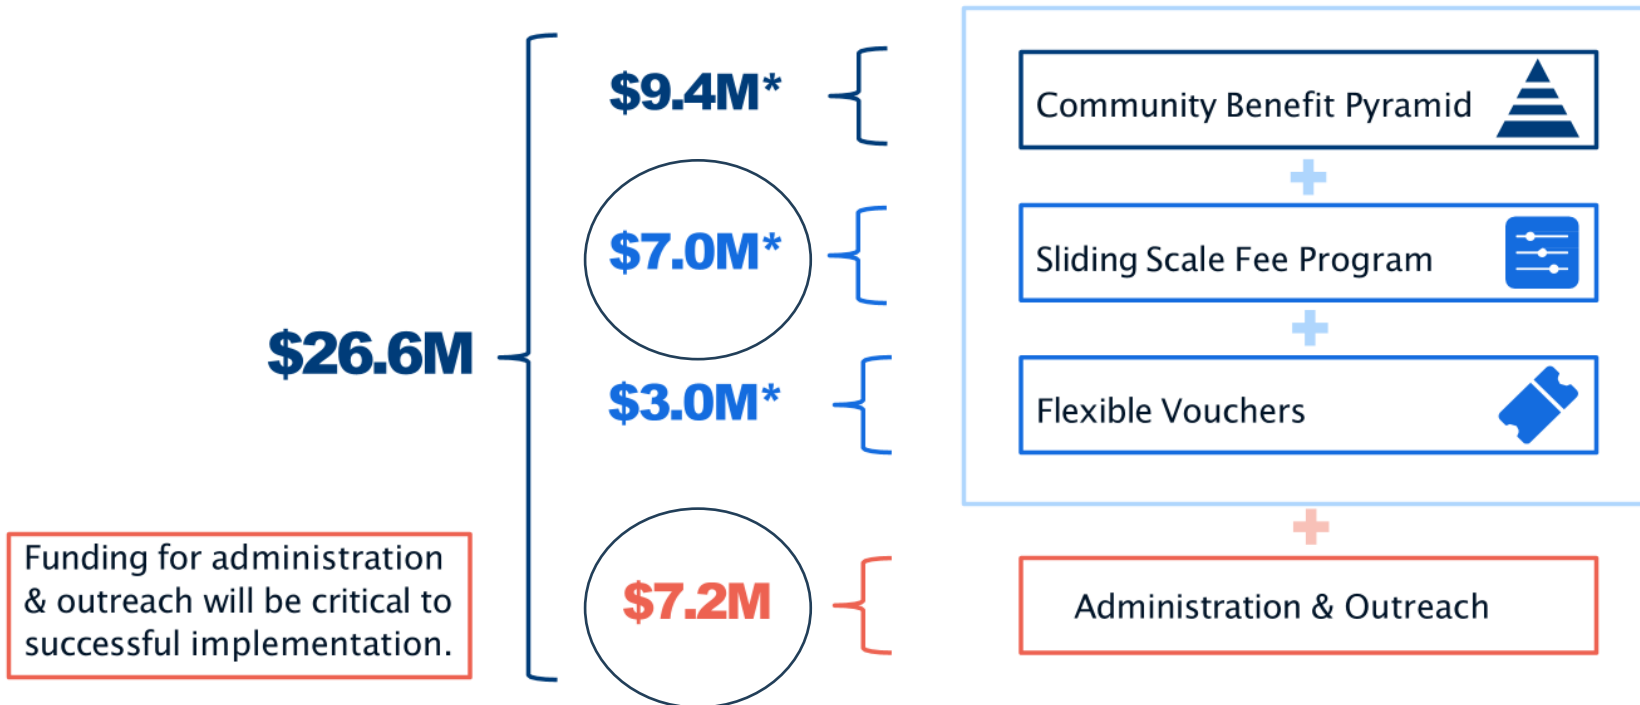 $9.4M*
Community Benefit Pyramid
$7.0M*
Sliding Scale Fee Program
$26.6M
$3.0M*
Flexible Vouchers
Funding for administration
& outreach will be critical to
successful implementation.
$7.2M
Administration & Outreach